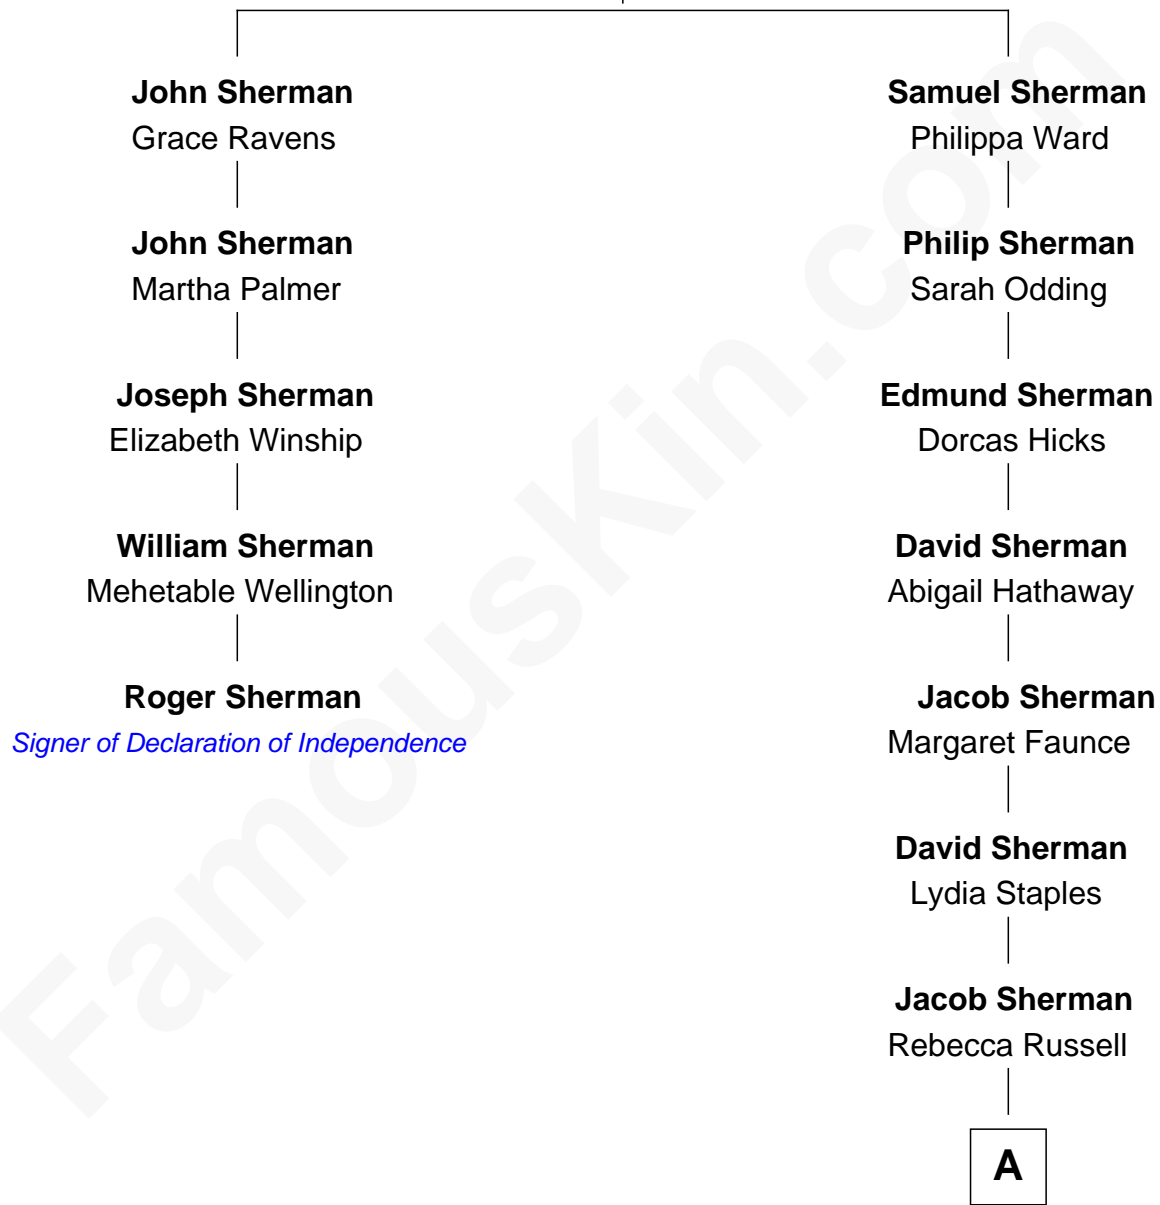 John Sherman
Grace Ravens
John Sherman
Martha Palmer
Joseph Sherman
Elizabeth Winship
William Sherman
Mehetable Wellington
Roger Sherman
Signer of Declaration of Independence
Samuel Sherman
Philippa Ward
Philip Sherman
Sarah Odding
Edmund Sherman
Dorcas Hicks
David Sherman
Abigail Hathaway
Jacob Sherman
Margaret Faunce
David Sherman
Lydia Staples
Jacob Sherman
Rebecca Russell
A
FamousKin.com